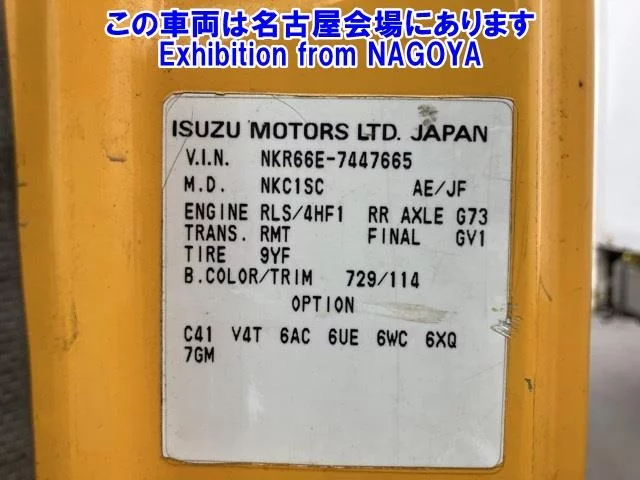 この車両は名古屋会場にあります
Exhibition from NAGOYA
ISUZU MOTORS LTD. JAPAN
V.I.N. NKR66E-7447665
M.D. NKC1SC AE/JF
ENGINE RLS/4HF1 RR AXLE G73
TRANS. RMT FINAL GV1
TIRE 9YF
B.COLOR/TRIM 729/114
OPTION
C41 V4T 6AC 6UE 6WC 6XQ
7GM